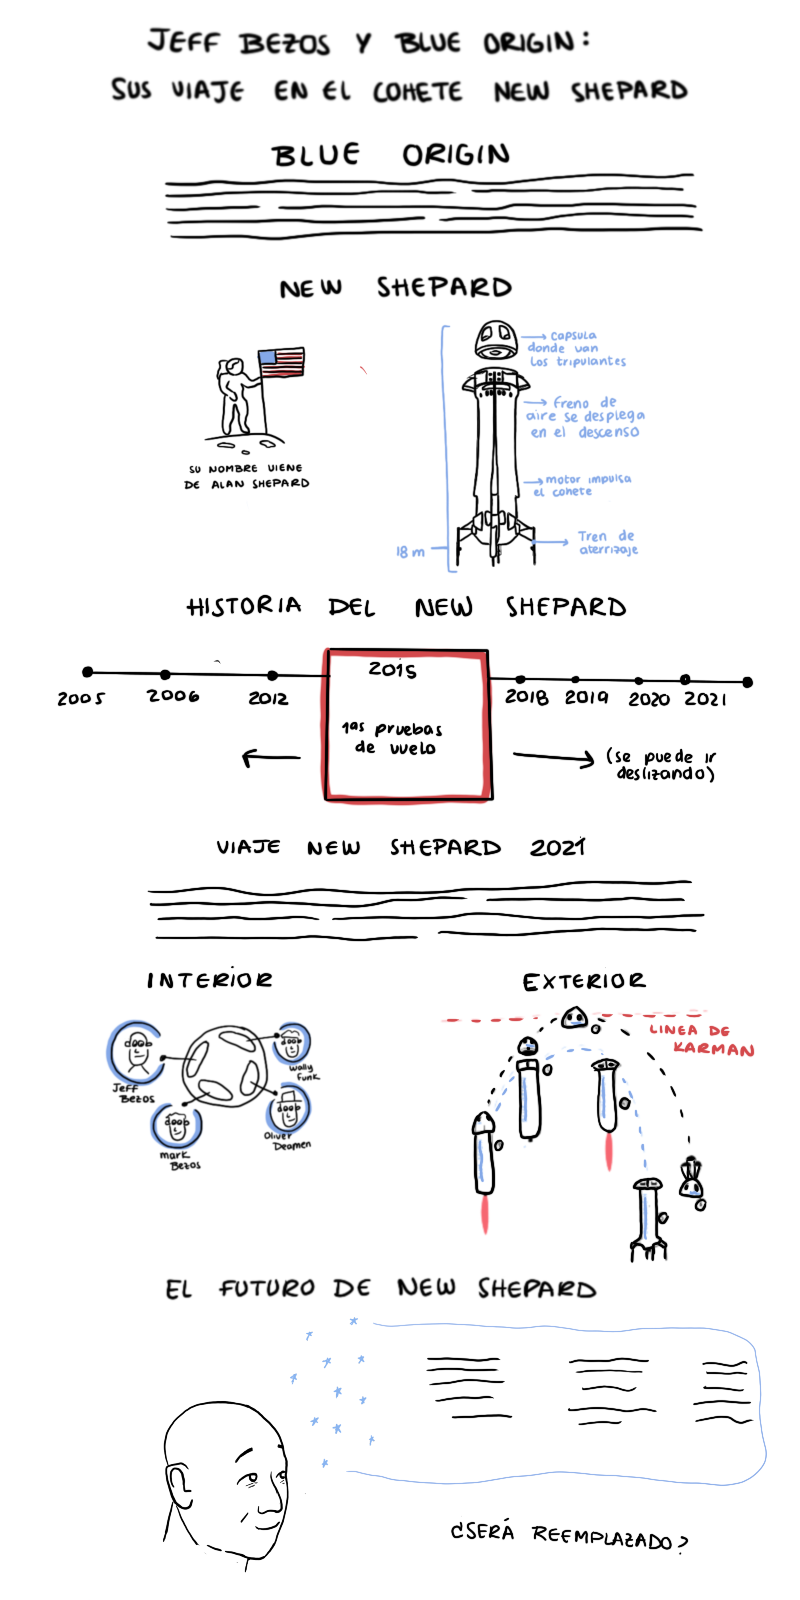 JEFF BEZOS Y BLUE ORIGIN:
SUS VIAJE EN EL COHETE NEW SHEPARD
BLUE ORIGIN
NEW SHEPARD
SU NOMBRE VIENE
DE ALAN SHEPARD
capsula
donde van
los tripulantes
freno de
aire se desplega
en el descenso
motor impulsa
el cohete
Tren de
aterrizaje
18 m
HISTORIA DEL NEW SHEPARD
2005
2006
2012
2015
1as pruebas
de vuelo
2018
2019
2020
2021
(se puede ir
deslizando)
VIAJE NEW SHEPARD 2021
INTERIOR
Jeff
Bezos
Mark
Bezos
Wally
Funk
Oliver
Deamen
EXTERIOR
LINEA DE
KARMAN
EL FUTURO DE NEW SHEPARD
¿SERÁ REEMPLAZADO?